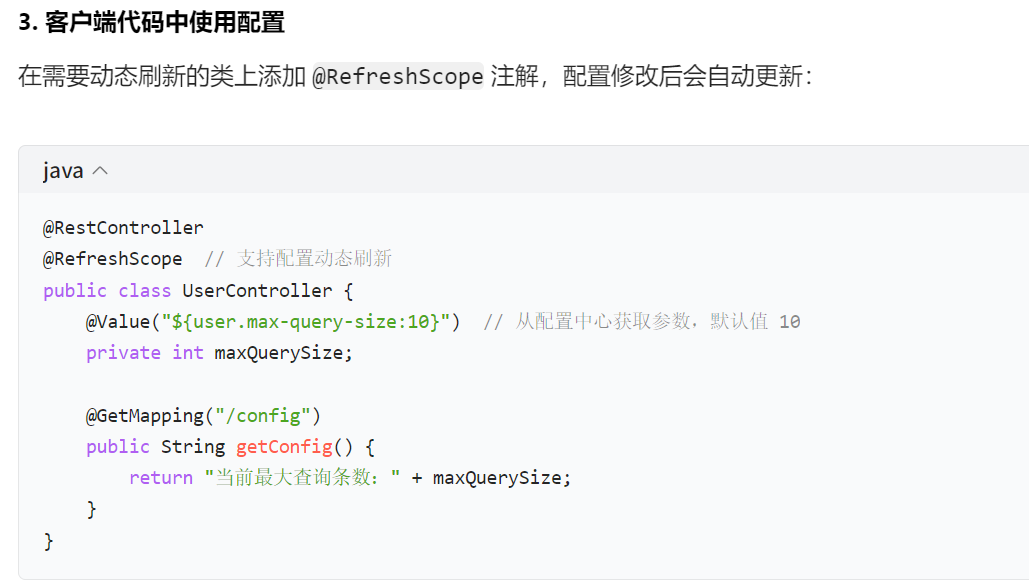 3. 客户端代码中使用配置
在需要动态刷新的类上添加 @RefreshScope 注解，配置修改后会自动更新：
java
@RestController
@RefreshScope  // 支持配置动态刷新
public class UserController {
    @Value("${user.max-query-size:10}")  // 从配置中心获取参数，默认值 10
    private int maxQuerySize;

    @GetMapping("/config")
    public String getConfig() {
        return "当前最大查询条数：" + maxQuerySize;
    }
}